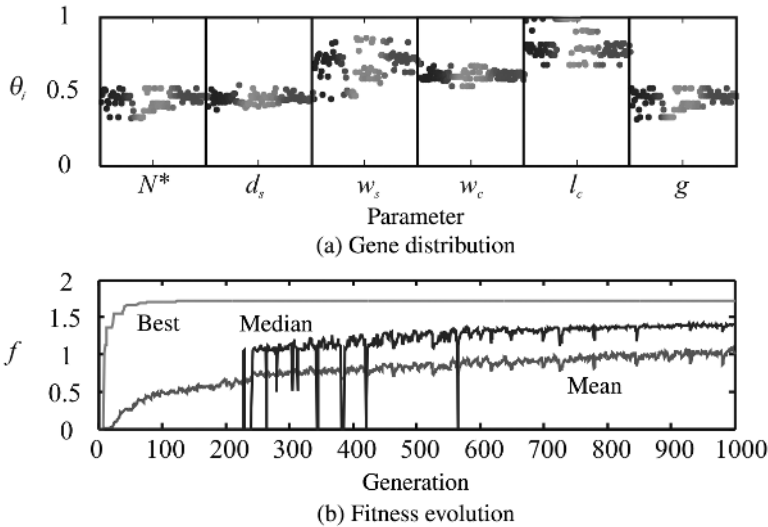 1
θi
0.5
0
N* ds ws wc lc g
Parameter
(a) Gene distribution
2
1.5
Best Median
f
1
0.5
Mean
0
0 100 200 300 400 500 600 700 800 900 1000
Generation
(b) Fitness evolution